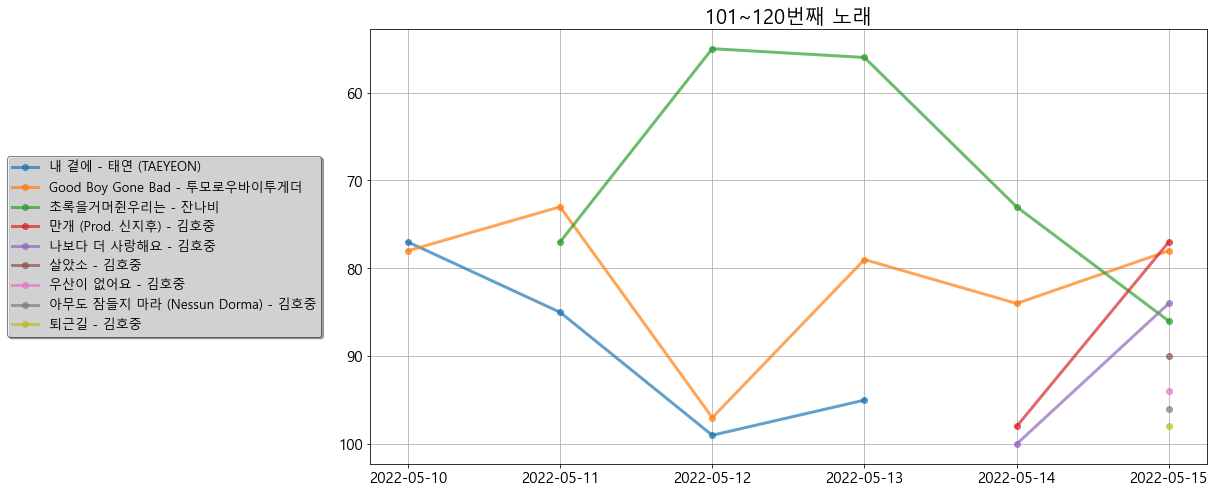 101~120번째 노래
내 곁에 - 태연 (TAEYEON)
Good Boy Gone Bad - 투모로우바이투게더
초록을거머쥔우리는 - 잔나비
만개 (Prod. 신지후) - 김호중
나보다 더 사랑해요 - 김호중
살았소 - 김호중
우산이 없어요 - 김호중
아무도 잠들지 마라 (Nessun Dorma) - 김호중
퇴근길 - 김호중
60
70
80
90
100
2022-05-10 2022-05-11 2022-05-12 2022-05-13 2022-05-14 2022-05-15